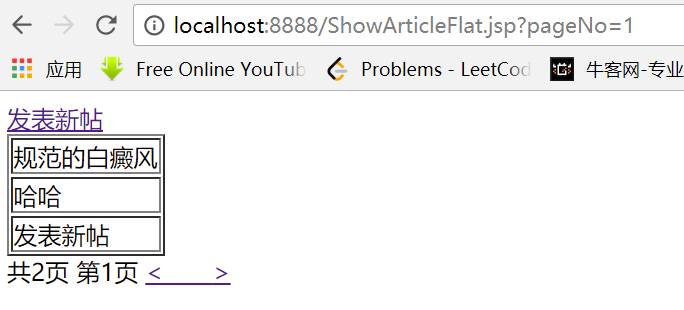 localhost:8888/ShowArticleFlat.jsp?pageNo=1
应用 Free Online YouTub Problems - LeetCod 牛客网-专业
发表新帖
规范的白癜风
哈哈
发表新帖
共2页 第1页 < >